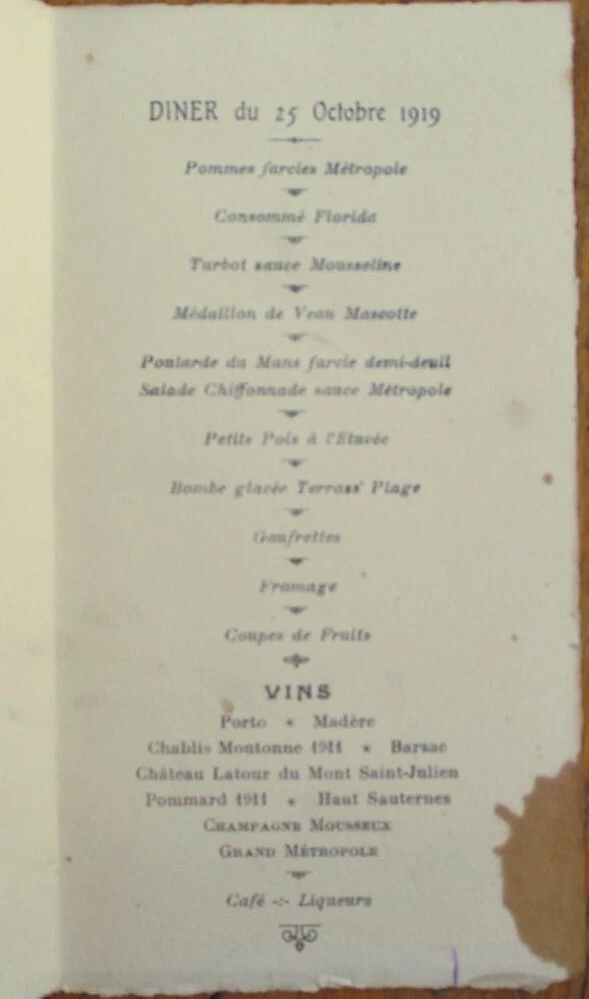 DINER du 25 Octobre 1919
Pommes farcies Métropole
Consommé Florida
Turbot sauce Mousseline
Médaillon de Veau Mascotte
Poularde du Mans farcie demi-deuil
Salade Chiffonnade sauce Métropole
Petits Pois à l'Etuvée
Bombe glacée Terrass' Plage
Gaufrettes
Fromage
Coupes de Fruits
VINS
Porto * Madère
Chablis Moutonne 1911 * Barsac
Château Latour du Mont Saint-Julien
Pommard 1911 * Haut Sauternes
CHAMPAGNE MOUSSEUX
GRAND MÉTROPOLE
Café -:- Liqueurs